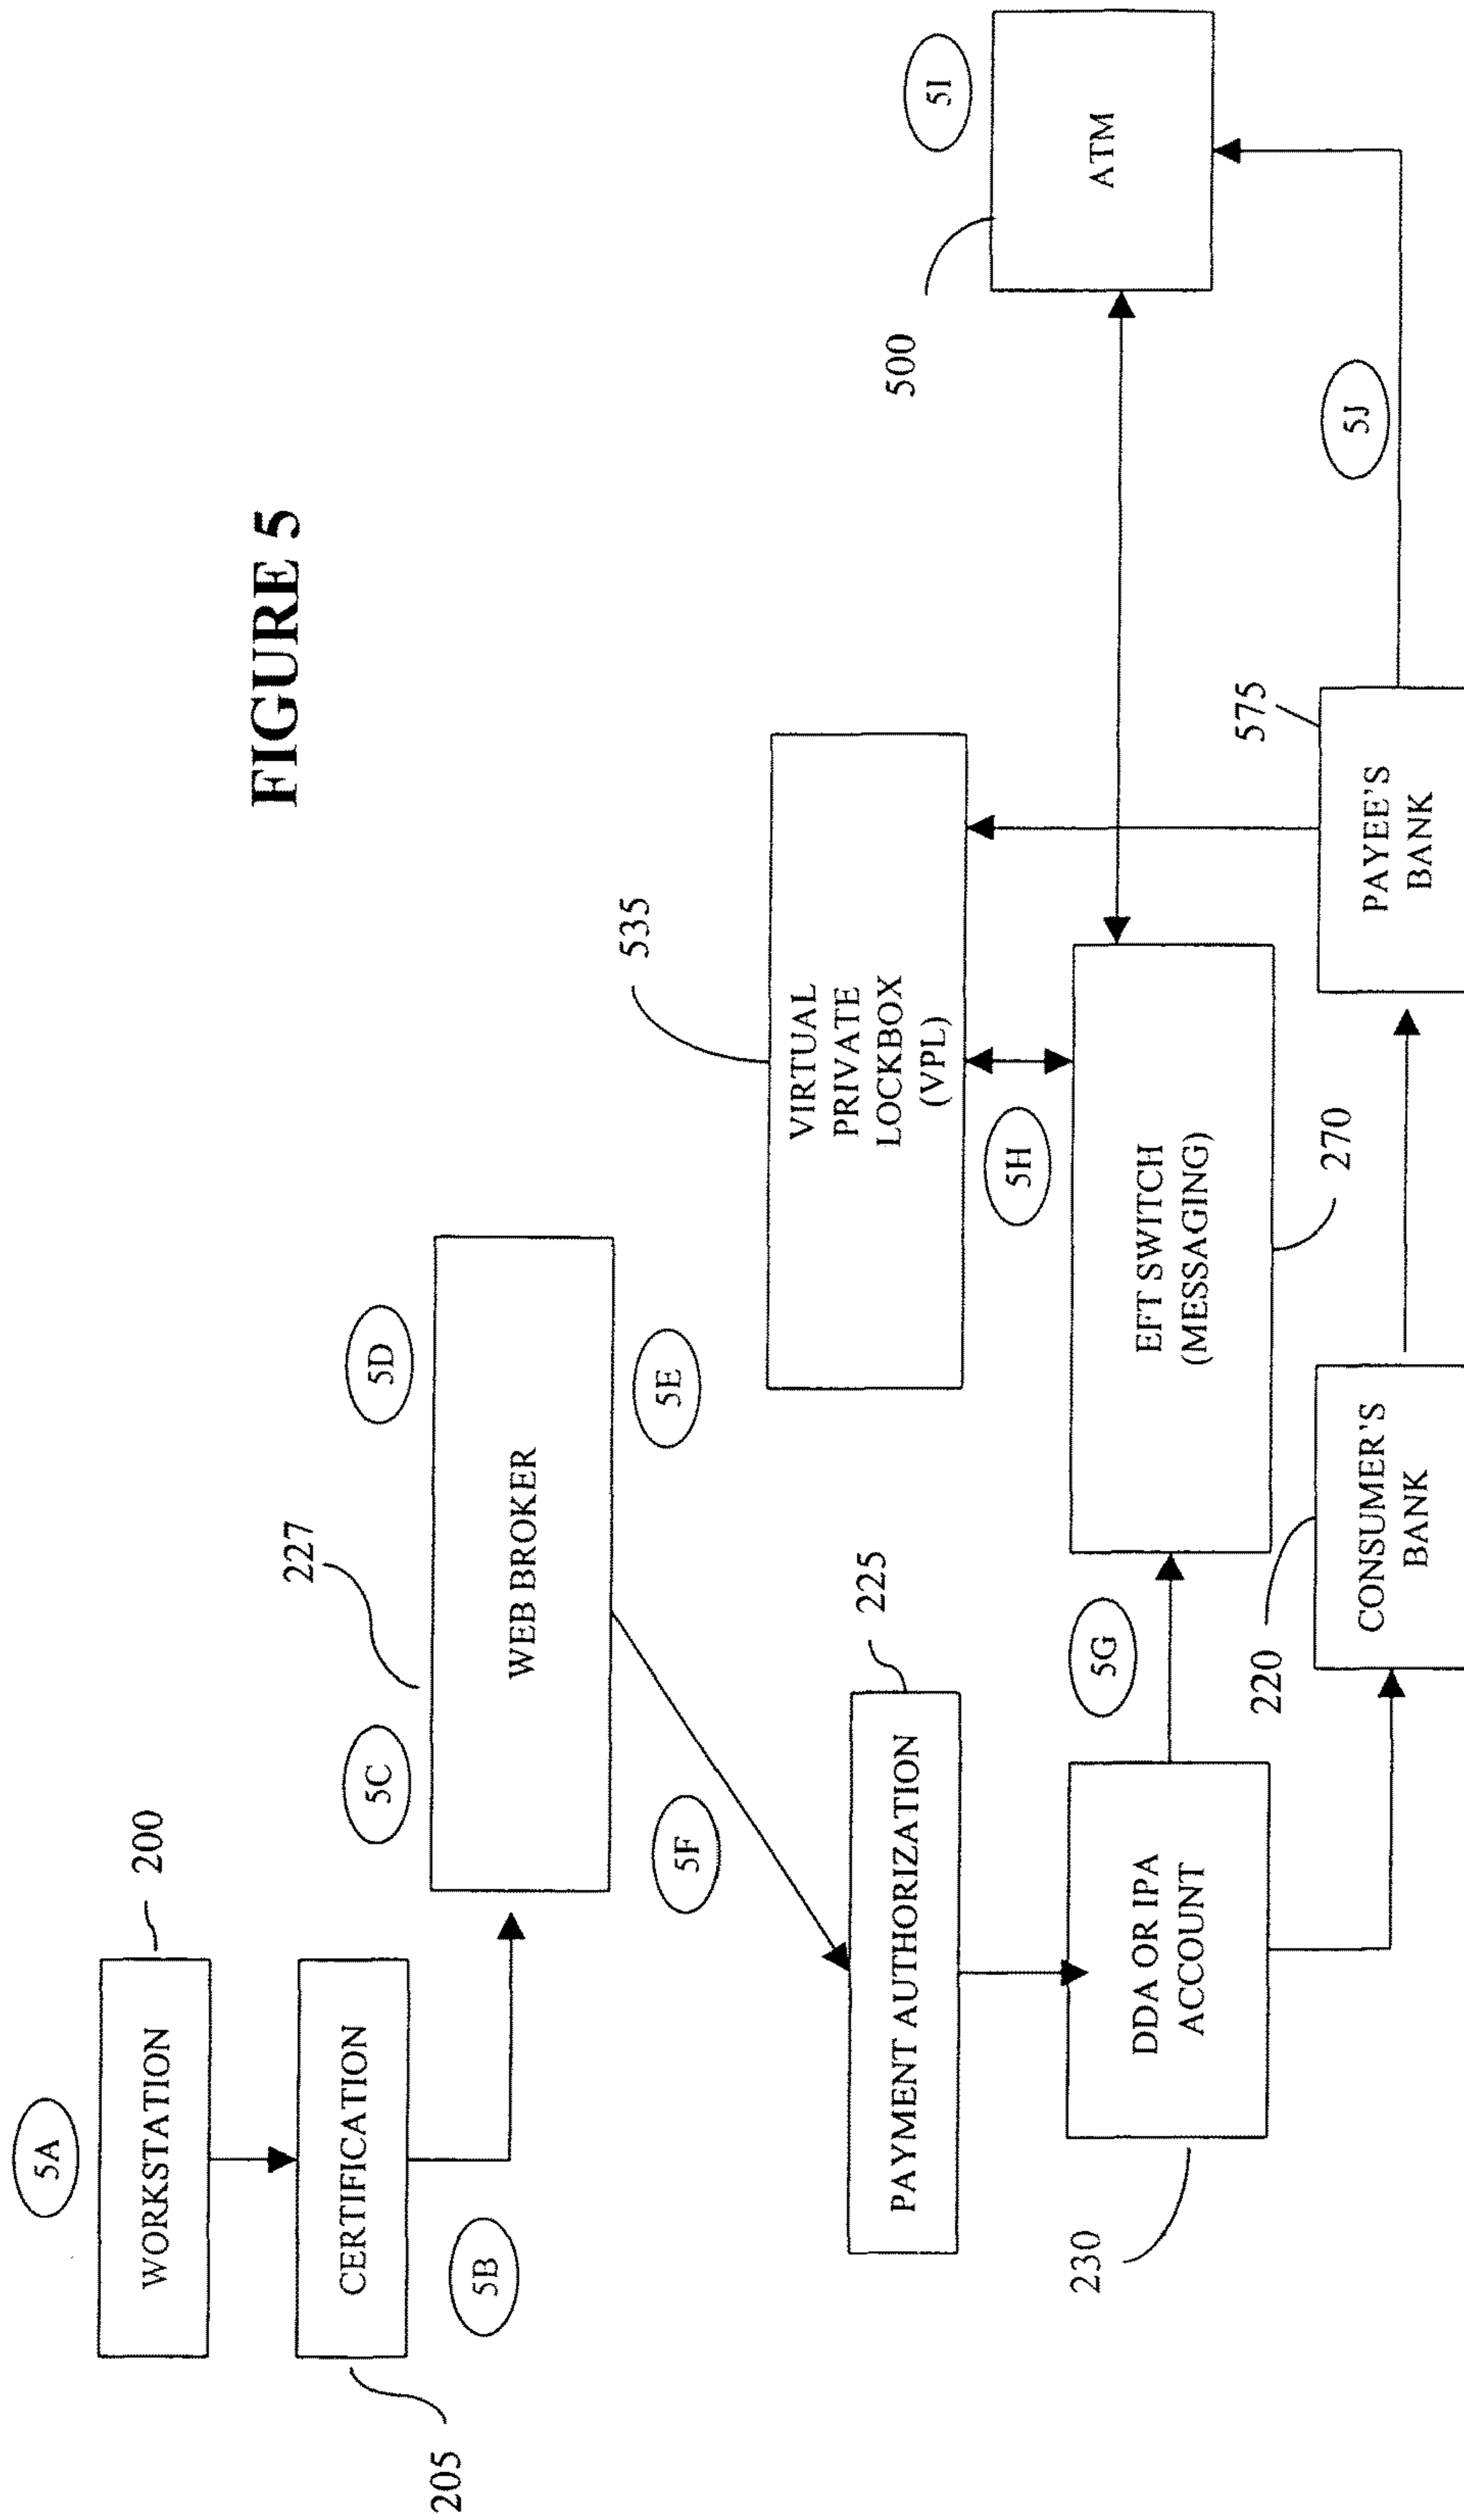 FIGURE 5
5A
WORKSTATION
200
CERTIFICATION
205
5B
5C
227
5D
WEB BROKER
5E
5F
535
VIRTUAL
PRIVATE
LOCKBOX
(VPL)
PAYMENT AUTHORIZATION
225
5H
500
5I
ATM
DDA OR IPA
ACCOUNT
230
5G
EFT SWITCH
(MESSAGING)
270
220
CONSUMER'S
BANK
575
PAYEE'S
BANK
5J